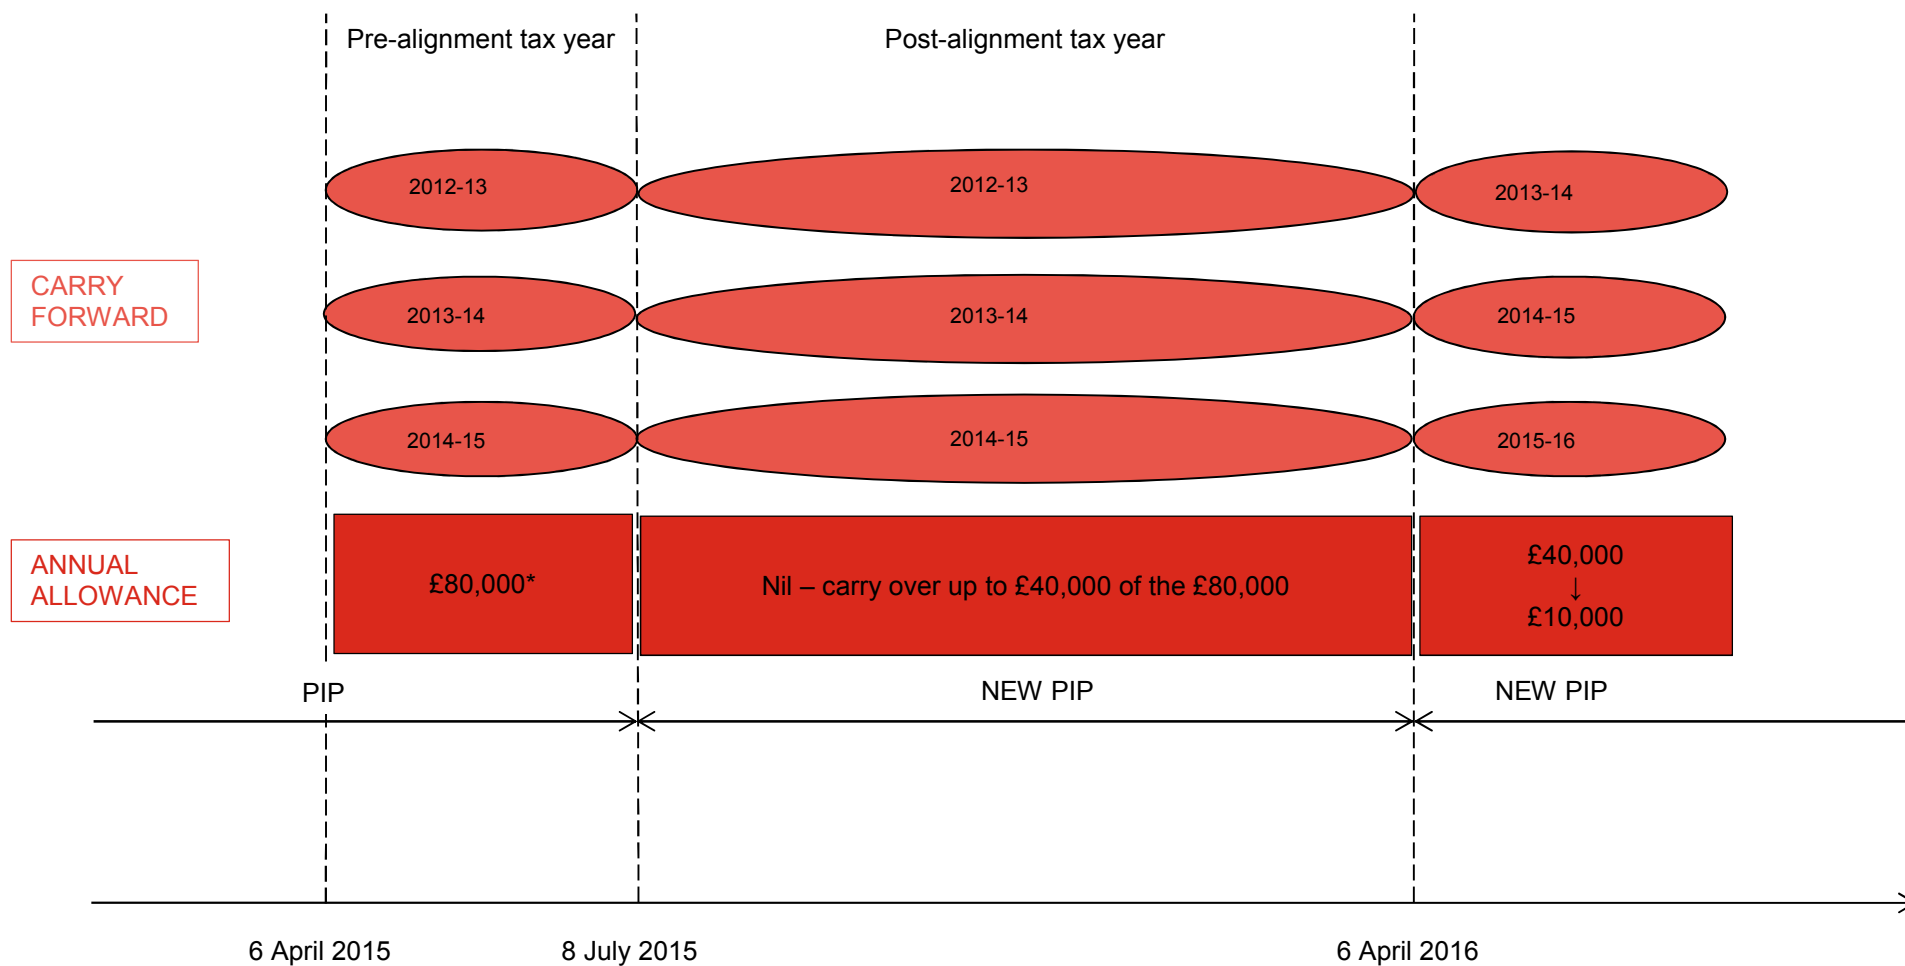 Pre-alignment tax year
Post-alignment tax year
2012-13
2012-13
2013-14
CARRY
FORWARD
2013-14
2013-14
2014-15
2014-15
2014-15
2015-16
ANNUAL
ALLOWANCE
£80,000*
Nil – carry over up to £40,000 of the £80,000
£40,000
↓
£10,000
PIP
NEW PIP
NEW PIP
6 April 2015
8 July 2015
6 April 2016